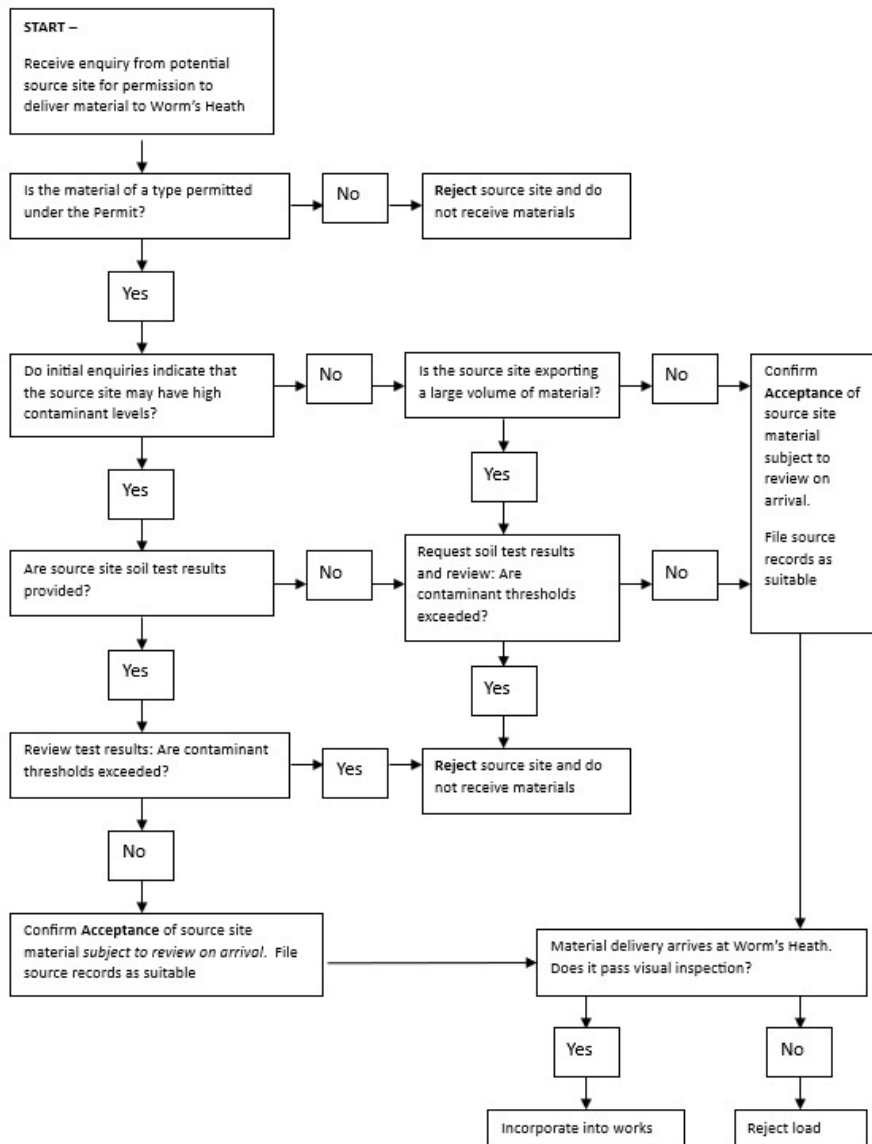 START –
Receive enquiry from potential
source site for permission to
deliver material to Worm's Heath
Is the material of a type permitted
under the Permit?
No
Reject source site and do
not receive materials
Yes
Do initial enquiries indicate that
the source site may have high
contaminant levels?
No
Is the source site exporting
a large volume of material?
No
Confirm
Acceptance of
source site
material
subject to
review on
arrival.
File source
records as
suitable
Yes
Yes
Are source site soil test results
provided?
No
Request soil test results
and review: Are
contaminant thresholds
exceeded?
No
Yes
Yes
Review test results: Are contaminant
thresholds exceeded?
Yes
Reject source site and do
not receive materials
No
Confirm Acceptance of source site
material subject to review on arrival. File
source records as suitable
Material delivery arrives at Worm's Heath.
Does it pass visual inspection?
Yes
No
Incorporate into works
Reject load